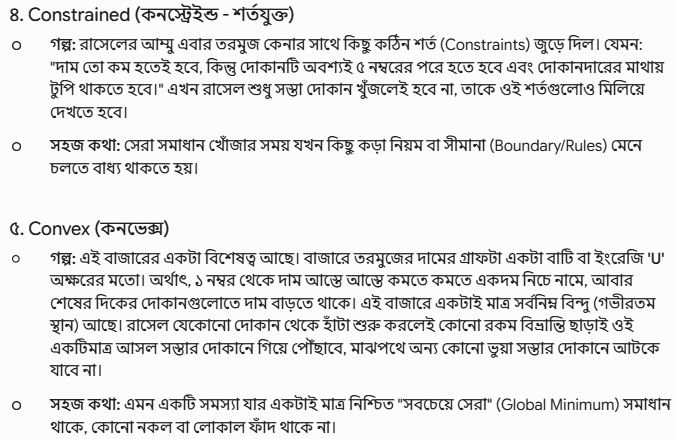 ৪. Constrained (কনস্ট্রেইন্ড - শর্তযুক্ত)
○ গল্প: রাসেলের আম্মু এবার তরমুজ কেনার সাথে কিছু কঠিন শর্ত (Constraints) জুড়ে দিল। যেমন:
"দাম তো কম হতেই হবে, কিন্তু দোকানটি অবশ্যই ৫ নম্বরের পরে হতে হবে এবং দোকানদারের মাথায়
টুপি থাকতে হবে।" এখন রাসেল শুধু সস্তা দোকান খুঁজলেই হবে না, তাকে ওই শর্তগুলোও মিলিয়ে
দেখতে হবে।
○ সহজ কথা: সেরা সমাধান খোঁজার সময় যখন কিছু কড়া নিয়ম বা সীমানা (Boundary/Rules) মেনে
চলতে বাধ্য থাকতে হয়।
৫. Convex (কনভেক্স)
○ গল্প: এই বাজারের একটা বিশেষত্ব আছে। বাজারে তরমুজের দামের গ্রাফটা একটা বাটি বা ইংরেজি 'U'
অক্ষরের মতো। অর্থাৎ, ১ নম্বর থেকে দাম আস্তে আস্তে কমতে কমতে একদম নিচে নামে, আবার
শেষের দিকের দোকানগুলোতে দাম বাড়তে থাকে। এই বাজারে একটাই মাত্র সর্বনিম্ন বিন্দু (গভীরতম
স্থান) আছে। রাসেল যেকোনো দোকান থেকে হাঁটা শুরু করলেই কোনো রকম বিভ্রান্তি ছাড়াই ওই
একটিমাত্র আসল সস্তার দোকানে গিয়ে পৌঁছাবে, মাঝপথে অন্য কোনো ভুয়া সস্তার দোকানে আটকে
যাবে না।
○ সহজ কথা: এমন একটি সমস্যা যার একটাই মাত্র নিশ্চিত "সবচেয়ে সেরা" (Global Minimum) সমাধান
থাকে, কোনো নকল বা লোকাল ফাঁদ থাকে না।